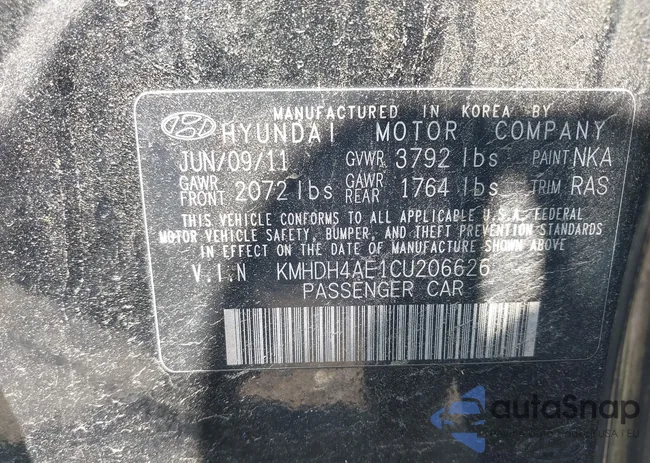 MANUFACTURED IN KOREA BY
HYUNDAI MOTOR COMPANY
JUN/09/11 GVWR 3792 lbs PAINT NKA
GAWR FRONT 2072 lbs GAWR REAR 1764 lbs TRIM RAS
THIS VEHICLE CONFORMS TO ALL APPLICABLE U.S.A. FEDERAL
MOTOR VEHICLE SAFETY, BUMPER, AND THEFT PREVENTION STANDARDS
IN EFFECT ON THE DATE OF MANUFACTURE SHOWN ABOVE
V.I.N KMHDH4AE1CU206626
PASSENGER CAR
autoSnap